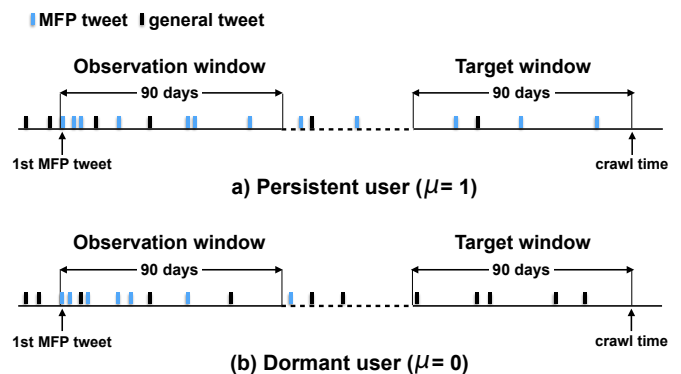 MFP tweet general tweet
Observation window Target window
90 days 90 days
1st MFP tweet crawl time
a) Persistent user (μ = 1)
Observation window Target window
90 days 90 days
1st MFP tweet crawl time
(b) Dormant user (μ = 0)